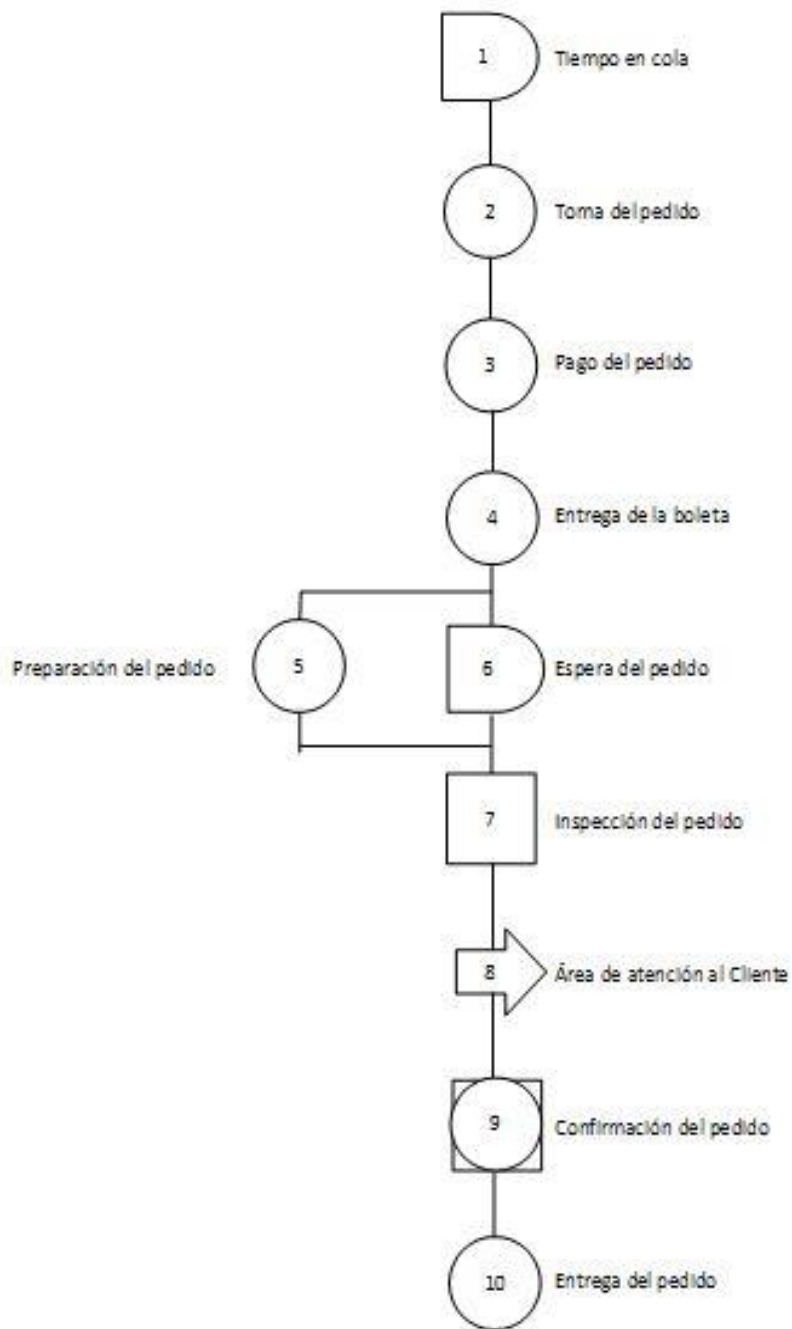 1 Tiempo en cola
2 Toma del pedido
3 Pago del pedido
4 Entrega de la boleta
Preparación del pedido 5 6 Espera del pedido
7 Inspección del pedido
8 Área de atención al Cliente
9 Confirmación del pedido
10 Entrega del pedido